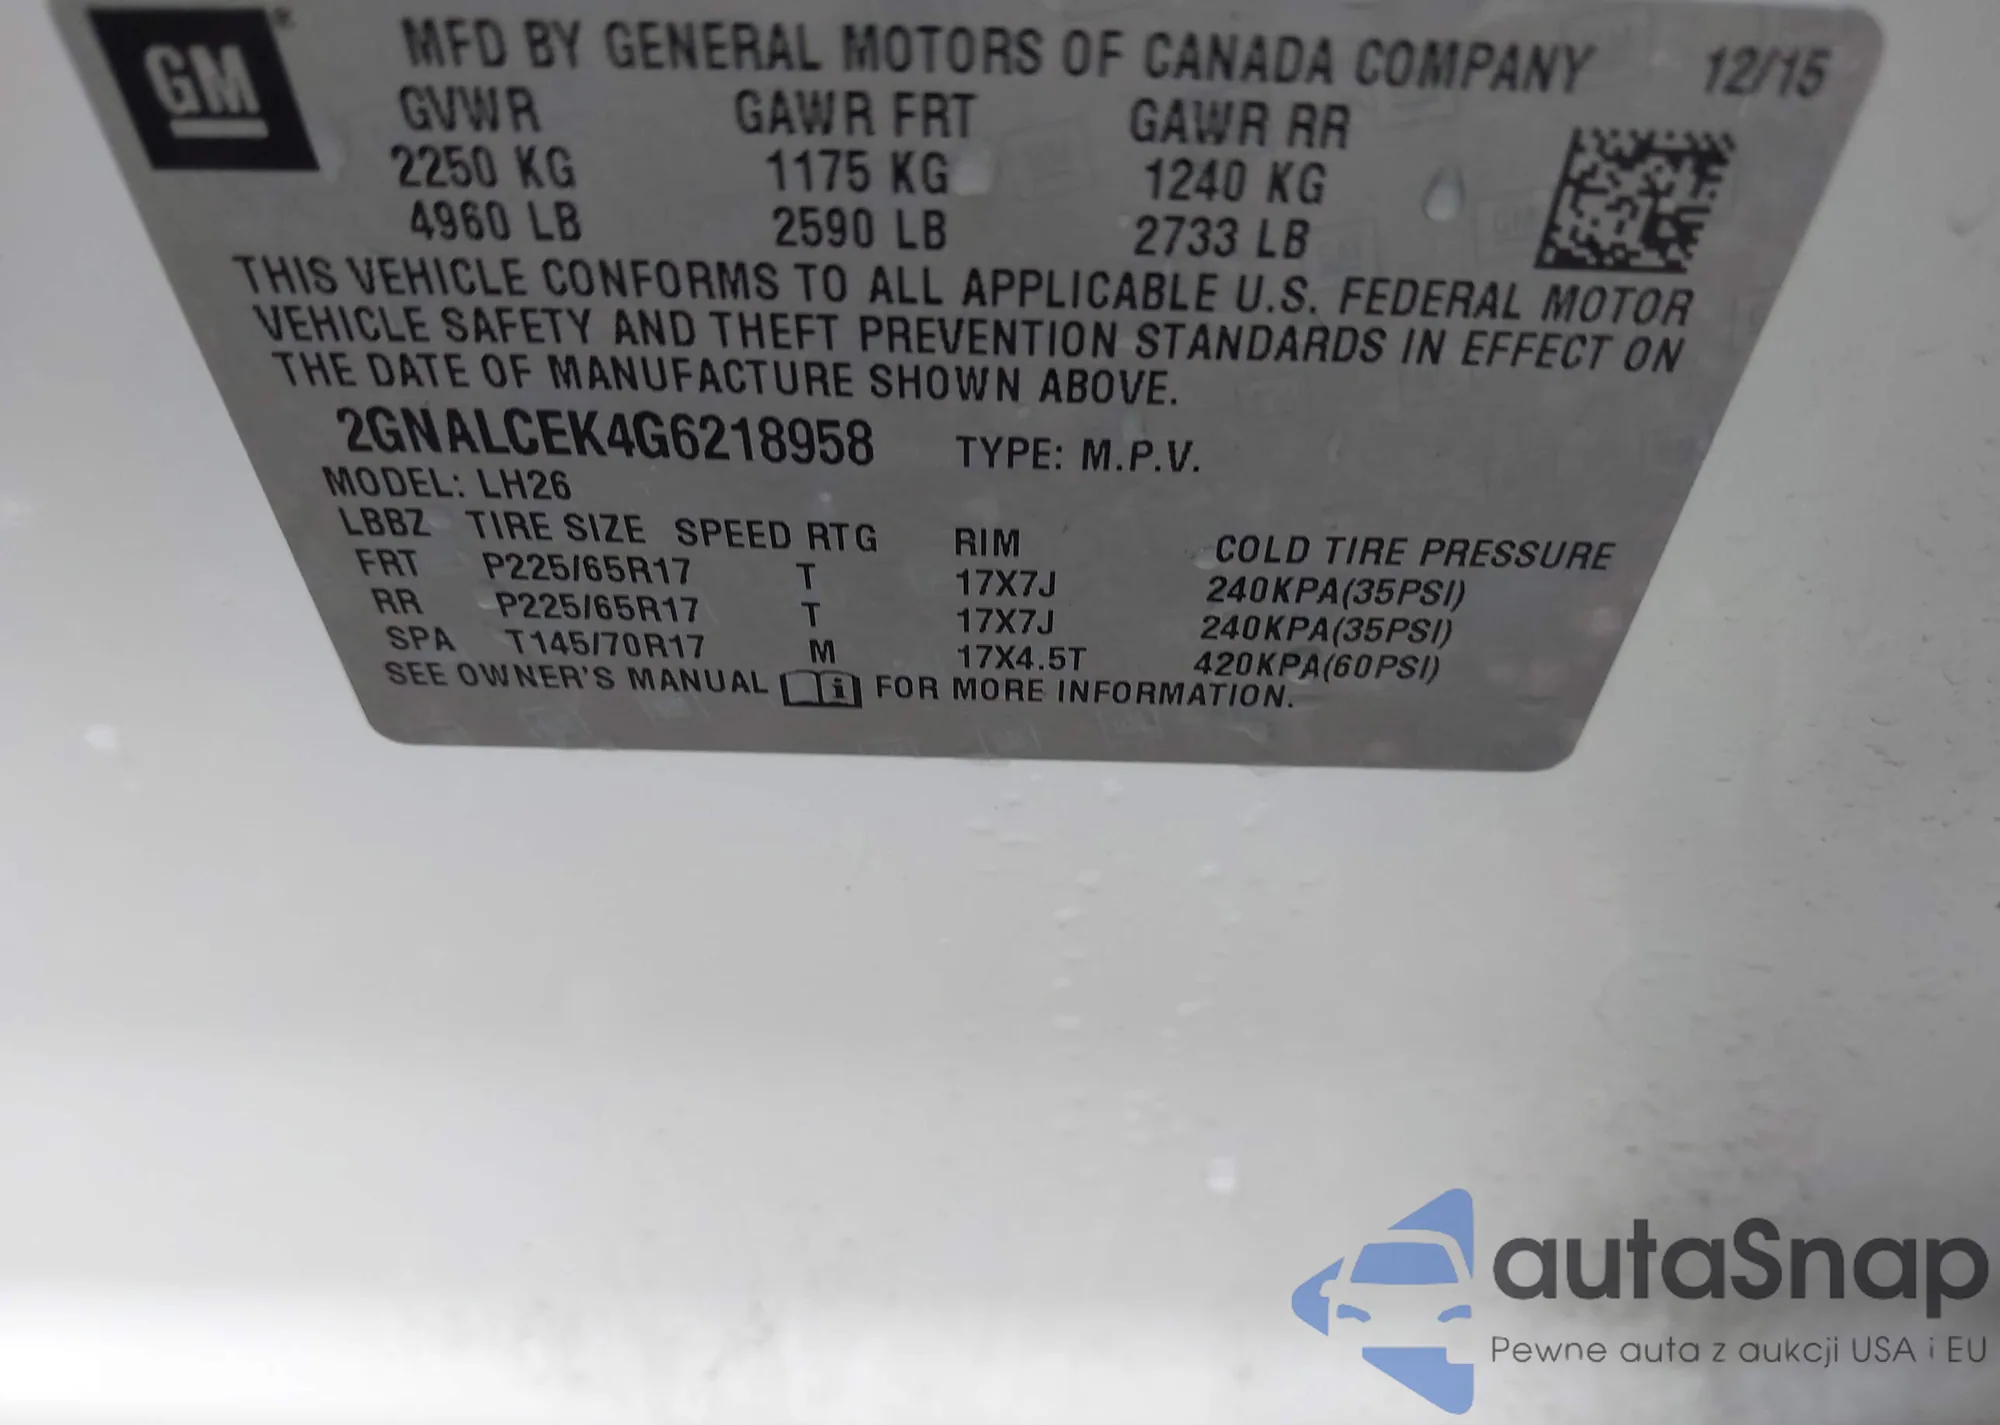 GM
MFD BY GENERAL MOTORS OF CANADA COMPANY 12/15
GVWR GAWR FRT GAWR RR
2250 KG 1175 KG 1240 KG
4960 LB 2590 LB 2733 LB
THIS VEHICLE CONFORMS TO ALL APPLICABLE U.S. FEDERAL MOTOR
VEHICLE SAFETY AND THEFT PREVENTION STANDARDS IN EFFECT ON
THE DATE OF MANUFACTURE SHOWN ABOVE.
2GNALCEK4G6218958 TYPE: M.P.V.
MODEL: LH26
LBBZ TIRE SIZE SPEED RTG RIM COLD TIRE PRESSURE
FRT P225/65R17 T 17X7J 240KPA(35PSI)
RR P225/65R17 T 17X7J 240KPA(35PSI)
SPA T145/70R17 M 17X4.5T 420KPA(60PSI)
SEE OWNER'S MANUAL i FOR MORE INFORMATION.
autaSnap
Pewne auta z aukcji USA i EU